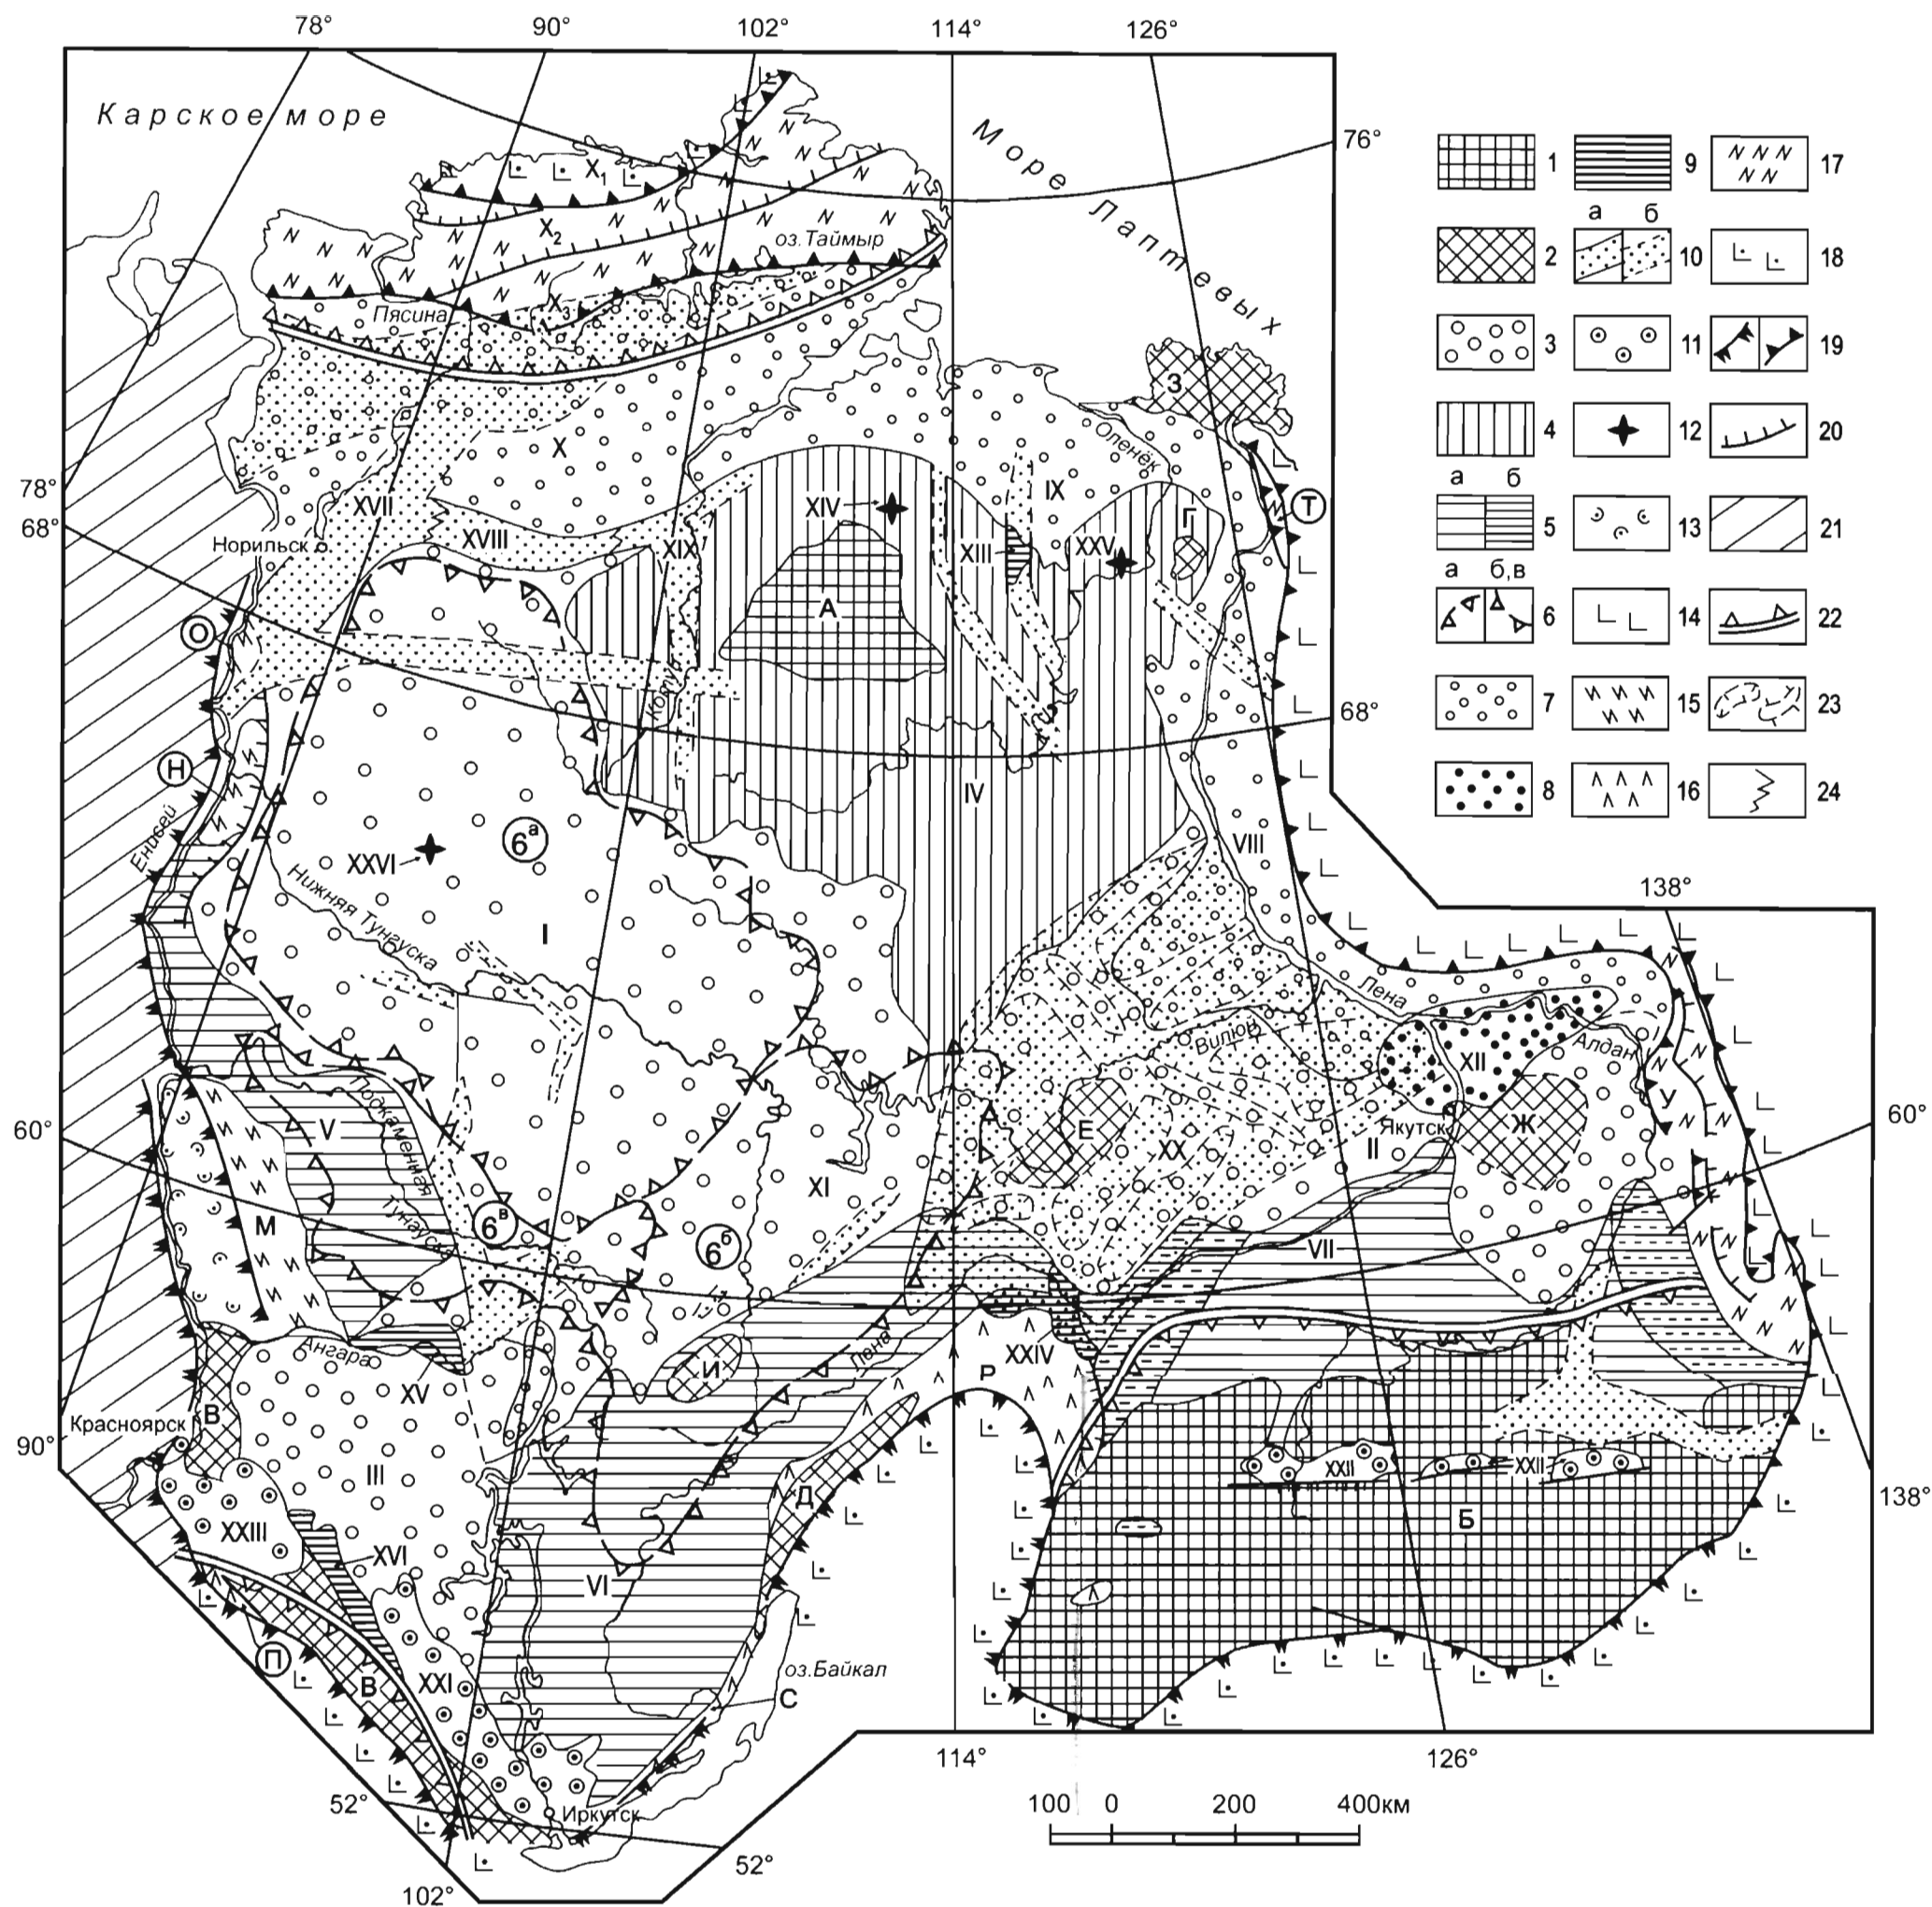 78° 90° 102° 114° 126°
Карское море
Море Лаптевых
76°
X₁
X₂
оз.Таймыр
X₃
Пясина
З
Оленёк
X
78°
68°
XVII
XIV
IX
Г
Т
Норильск
XVIII
XIX
XIII
XXV
О
А
Котуй
68°
Н
IV
Енисей
6ᵃ
XXVI
VIII
Нижняя Тунгуска
I
138°
Лена
Вилюй
XII
Алдан
60°
V
Е
Якутск
Ж
У
60°
Подкаменная Тунгуска
XX
II
XI
М
6ᵇ
6ᵟ
VII
Ангара
И
Лена
XXIV
Р
XV
Красноярск
В
90°
III
Д
XXII
XXII
138°
Б
XXIII
XVI
VI
П
В
XXI
оз.Байкал
С
52°
Иркутск
52°
102°
114°
126°
100 0 200 400км
1 9 17
а б
2 10 18
3 11 19
4 12 20
а б
5 13 21
а б,в
6 14 22
7 15 23
8 16 24